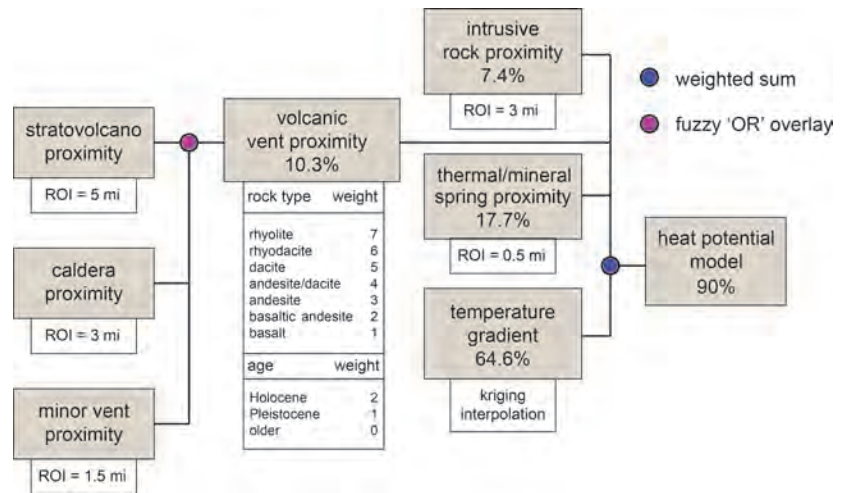 stratovolcano
proximity
ROI = 5 mi
caldera
proximity
ROI = 3 mi
minor vent
proximity
ROI = 1.5 mi
volcanic
vent proximity
10.3%
rock type weight
rhyolite 7
rhyodacite 6
dacite 5
andesite/dacite 4
andesite 3
basaltic andesite 2
basalt 1
age weight
Holocene 2
Pleistocene 1
older 0
intrusive
rock proximity
7.4%
ROI = 3 mi
thermal/mineral
spring proximity
17.7%
ROI = 0.5 mi
temperature
gradient
64.6%
kriging
interpolation
weighted sum
fuzzy 'OR' overlay
heat potential
model
90%